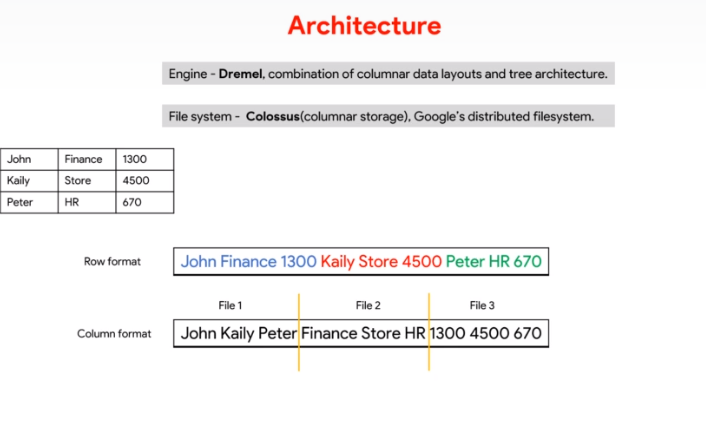 Architecture
Engine - Dremel, combination of columnar data layouts and tree architecture.
File system - Colossus(columnar storage), Google's distributed filesystem.
John Finance 1300
Kaily Store 4500
Peter HR 670
Row format John Finance 1300 Kaily Store 4500 Peter HR 670
File 1 File 2 File 3
Column format John Kaily Peter Finance Store HR 1300 4500 670